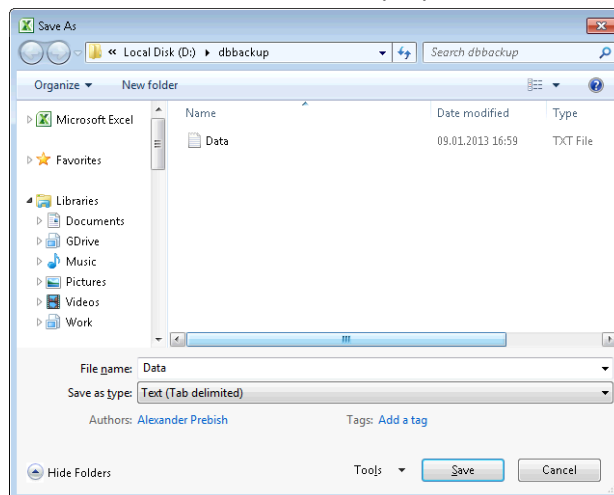 Save As
« Local Disk (D:) ▸ dbbackup
Search dbbackup
Organize
New folder
Microsoft Excel
Favorites
Libraries
Documents
GDrive
Music
Pictures
Videos
Work
Name Date modified Type
Data 09.01.2013 16:59 TXT File
File name: Data
Save as type: Text (Tab delimited)
Authors: Alexander Prebish Tags: Add a tag
Hide Folders Tools Save Cancel